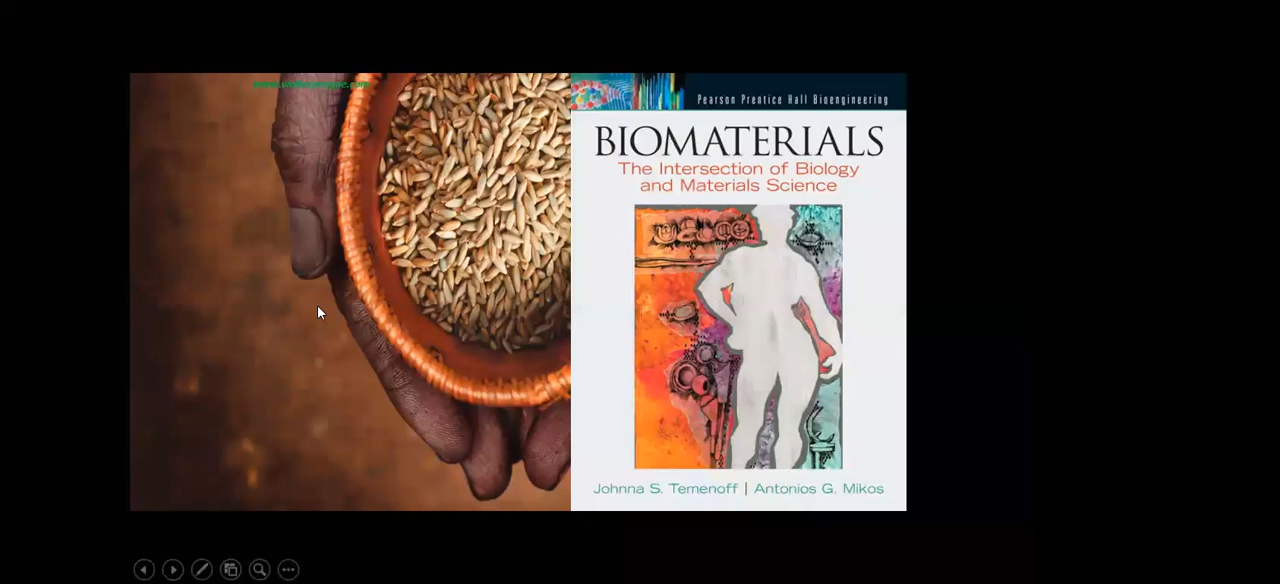 Pearson Prentice Hall Bioengineering
BIOMATERIALS
The Intersection of Biology
and Materials Science
Johnna S. Temenoff | Antonios G. Mikos